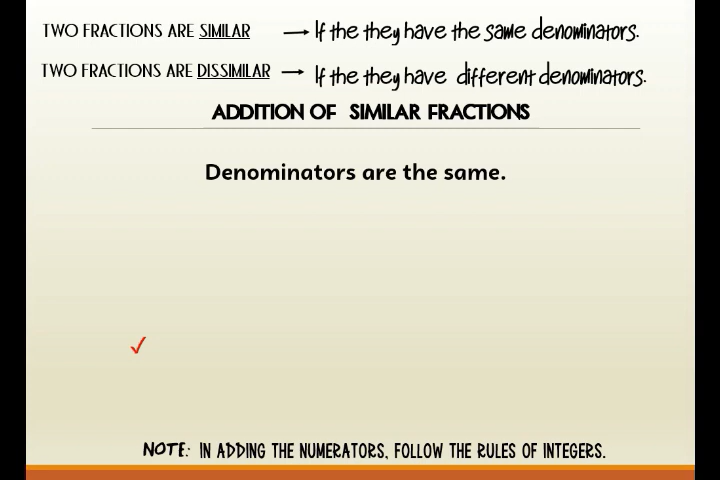 TWO FRACTIONS ARE SIMILAR → If the they have the same denominators.
TWO FRACTIONS ARE DISSIMILAR → If the they have different denominators.
ADDITION OF SIMILAR FRACTIONS
Denominators are the same.
✓
NOTE: IN ADDING THE NUMERATORS, FOLLOW THE RULES OF INTEGERS.